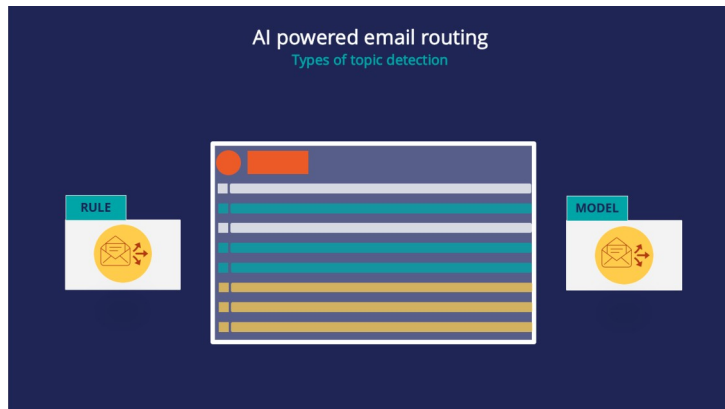 AI powered email routing
Types of topic detection
RULE
MODEL